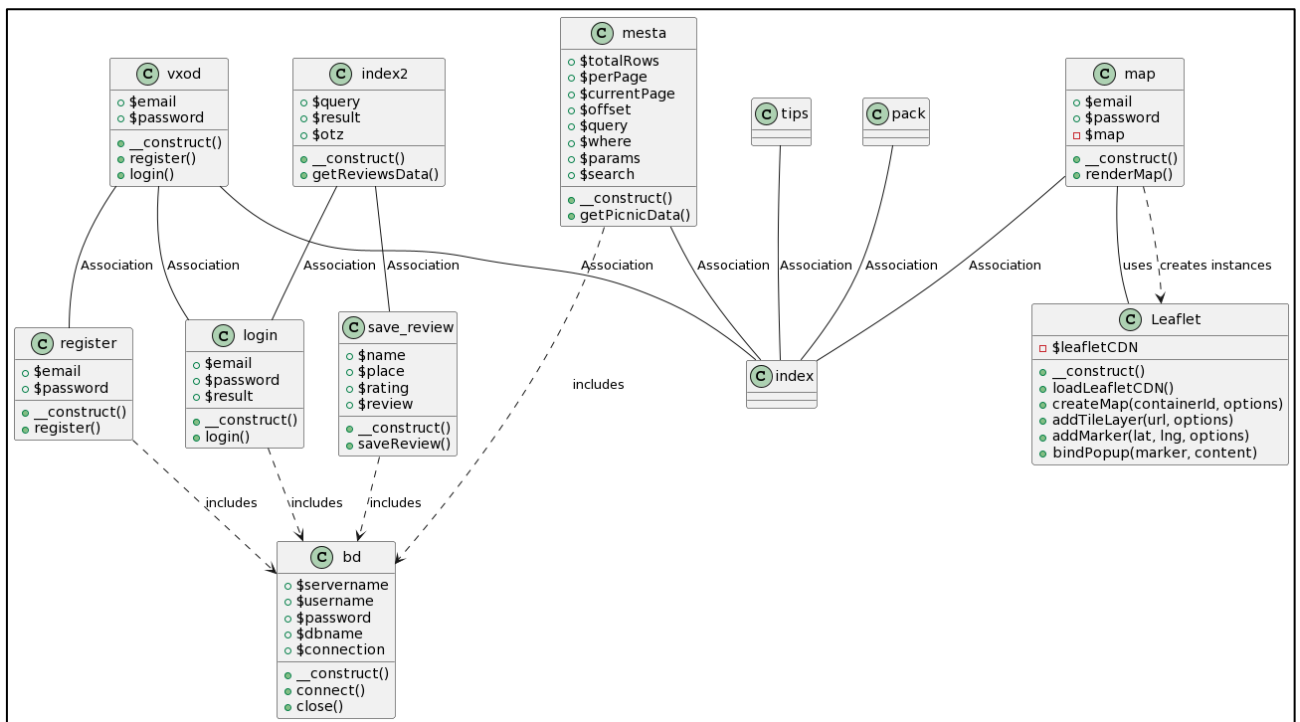 C vxod
$email
$password
__construct()
register()
login()
C index2
$query
$result
$otz
__construct()
getReviewsData()
C mesta
$totalRows
$perPage
$currentPage
$offset
$query
$where
$params
$search
__construct()
getPicnicData()
C tips
C pack
C map
$email
$password
$map
__construct()
renderMap()
Association
Association
Association
Association
Association
Association
Association
Association
Association
uses
creates instances
C register
$email
$password
__construct()
register()
C login
$email
$password
$result
__construct()
login()
C save_review
$name
$place
$rating
$review
__construct()
saveReview()
includes
C index
C Leaflet
$leafletCDN
__construct()
loadLeafletCDN()
createMap(containerId, options)
addTileLayer(url, options)
addMarker(lat, lng, options)
bindPopup(marker, content)
includes
includes
includes
C bd
$servername
$username
$password
$dbname
$connection
__construct()
connect()
close()